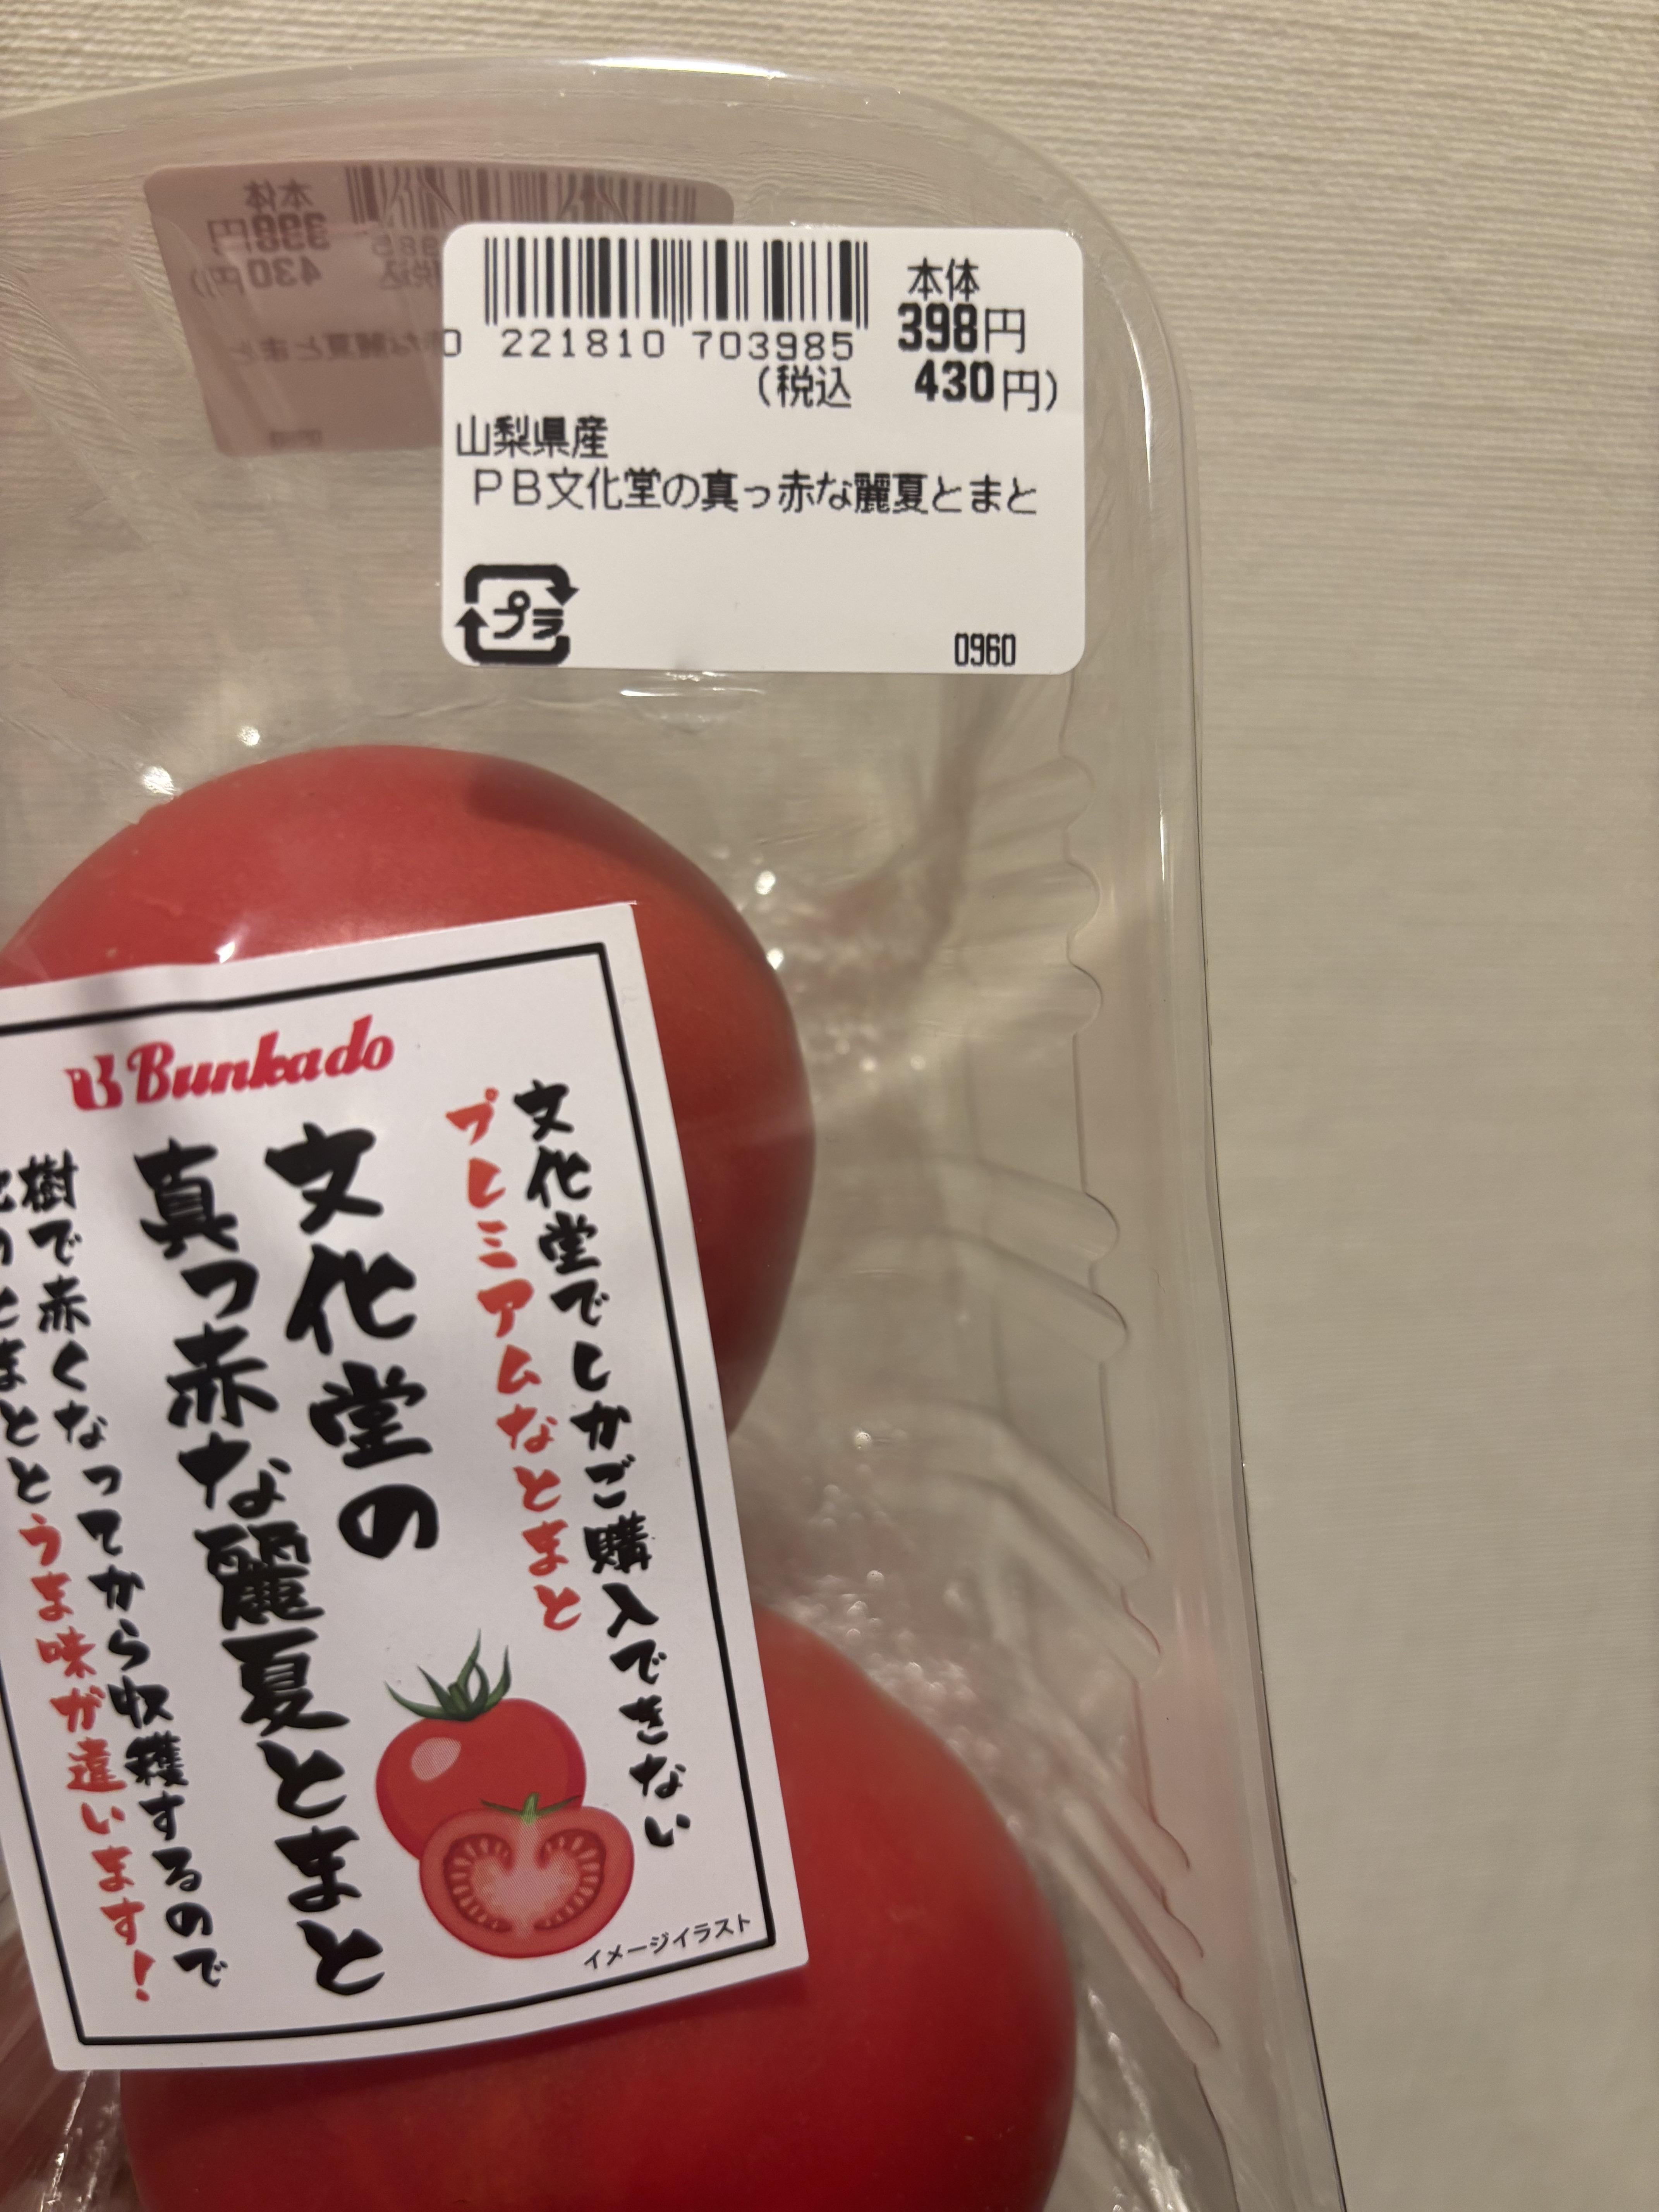 本体
398円
0 221810 703985
(税込 430円)
山梨県産
PB文化堂の真っ赤な麗夏とまと
プラ
0960
Bunkado
文化堂でしかご購入できない
プレミアムなとまと
文化堂の
真っ赤な麗夏とまと
樹で赤くなってから収穫するので
のとまととうま味が違います!
イメージイラスト